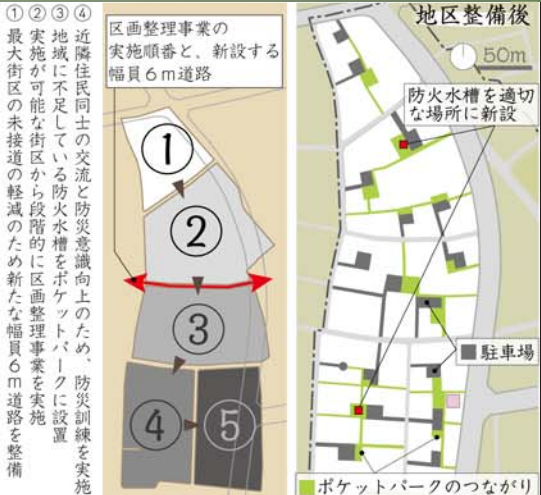 ④近隣住民同士の交流と防災意識向上のため、防災訓練を実施
③地域に不足している防火水槽をポケットパークに設置
②実施が可能な街区から段階的に区画整理事業を実施
①最大街区の未接道の軽減のため新たな幅員6m道路を整備
区画整理事業の
実施順番と、新設する
幅員6m道路
①
②
③
④
⑤
地区整備後
50m
防火水槽を適切
な場所に新設
駐車場
ポケットパークのつながり